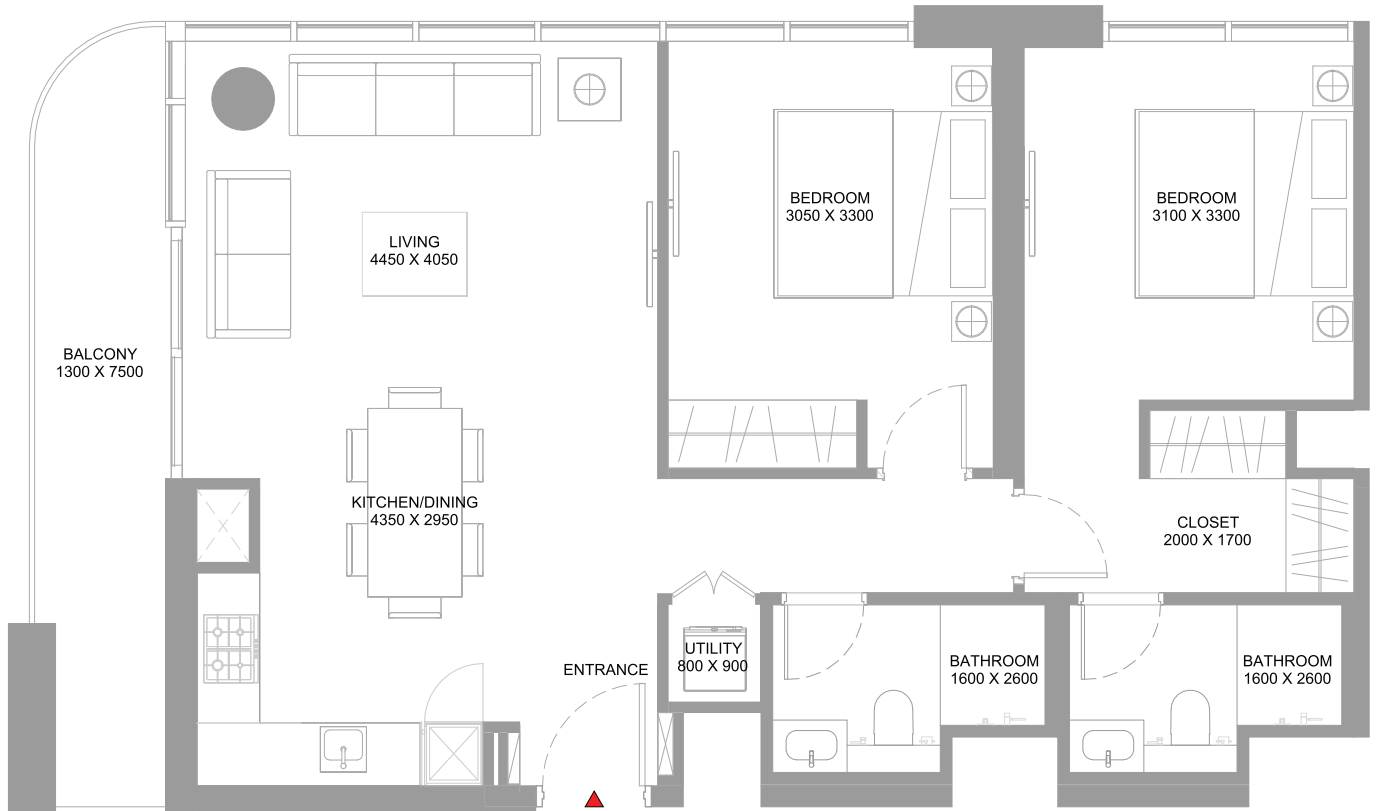 BEDROOM
3050 X 3300
BEDROOM
3100 X 3300
LIVING
4450 X 4050
BALCONY
1300 X 7500
KITCHEN/DINING
4350 X 2950
CLOSET
2000 X 1700
ENTRANCE
UTILITY
800 X 900
BATHROOM
1600 X 2600
BATHROOM
1600 X 2600